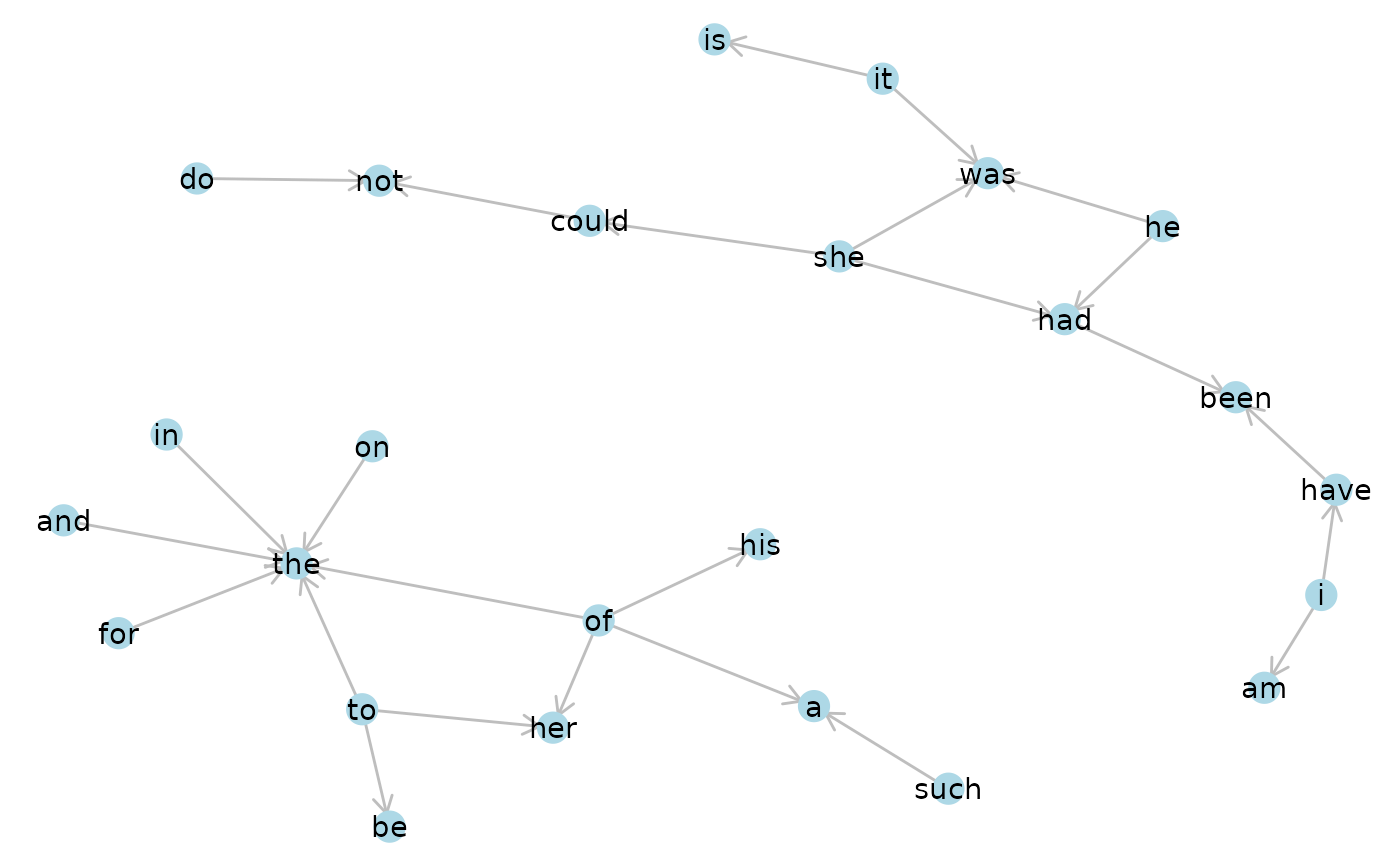 is
it
was
do
not
could
she
he
had
been
in
on
have
and
the
his
i
for
of
am
to
her
a
such
be